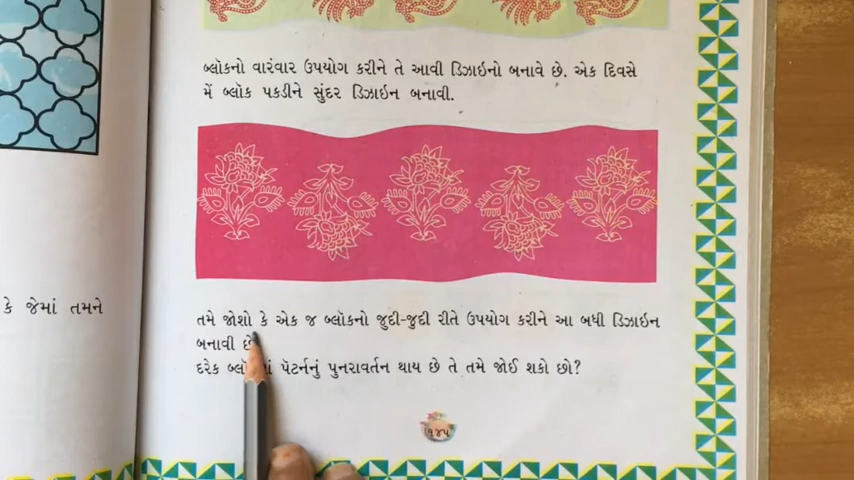 બ્લૉકનો વારંવાર ઉપયોગ કરીને તે આવી ડિઝાઇનો બનાવે છે. એક દિવસે
મેં બ્લૉક પકડીને સુંદર ડિઝાઇન બનાવી.
કે જેમાં તમને
તમે જોશો કે એક જ બ્લૉકનો જુદી-જુદી રીતે ઉપયોગ કરીને આ બધી ડિઝાઇન
બનાવી છે
દરેક પૅટર્નનું પુનરાવર્તન થાય છે તે તમે જોઈ શકો છો?
૧૪૫